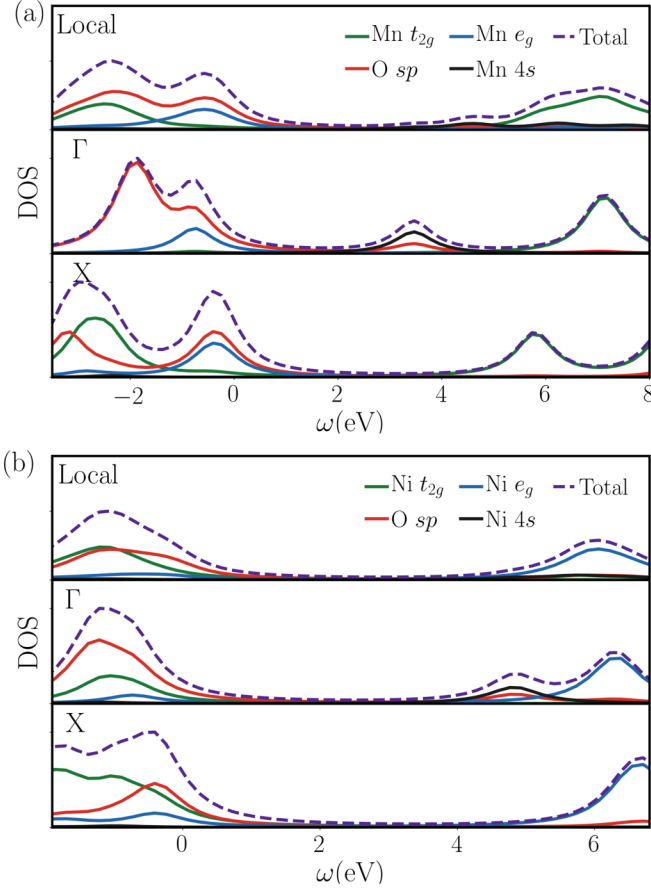 (a)
Local
Mn t2g Mn eg Total
O sp Mn 4s
Γ
DOS
X
−2 0 2 4 6 8
ω(eV)
(b)
Local
Ni t2g Ni eg Total
O sp Ni 4s
Γ
DOS
X
0 2 4 6
ω(eV)